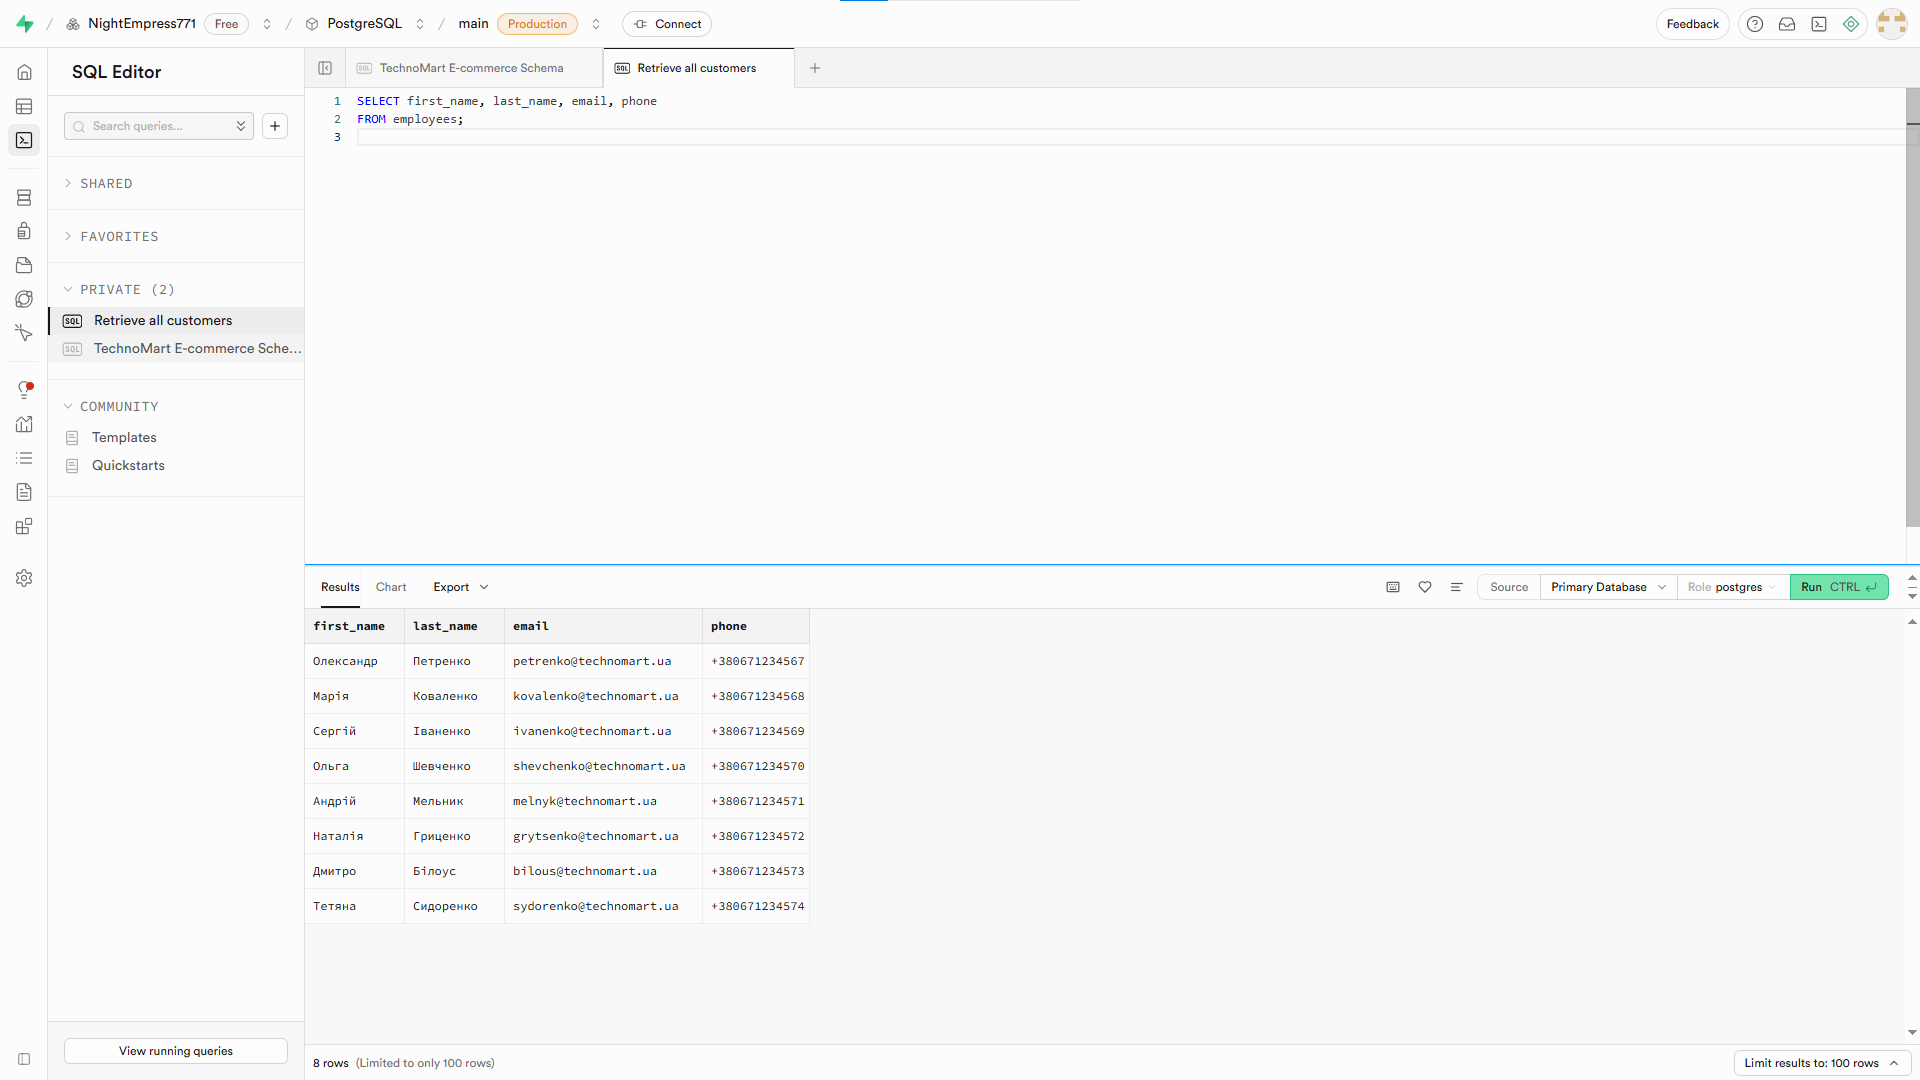 / NightEmpress771 Free / PostgreSQL / main Production Connect Feedback
SQL Editor
Search queries...
SHARED
FAVORITES
PRIVATE (2)
SQL Retrieve all customers
SQL TechnoMart E-commerce Sche...
COMMUNITY
Templates
Quickstarts
View running queries
SQL TechnoMart E-commerce Schema
SQL Retrieve all customers
1 SELECT first_name, last_name, email, phone
2 FROM employees;
3
Results Chart Export Source Primary Database Role postgres Run CTRL
first_name last_name email phone
Олександр Петренко petrenko@technomart.ua +380671234567
Марія Коваленко kovalenko@technomart.ua +380671234568
Сергій Іваненко ivanenko@technomart.ua +380671234569
Ольга Шевченко shevchenko@technomart.ua +380671234570
Андрій Мельник melnyk@technomart.ua +380671234571
Наталія Гриценко grytsenko@technomart.ua +380671234572
Дмитро Білоус bilous@technomart.ua +380671234573
Тетяна Сидоренко sydorenko@technomart.ua +380671234574
8 rows (Limited to only 100 rows)
Limit results to: 100 rows